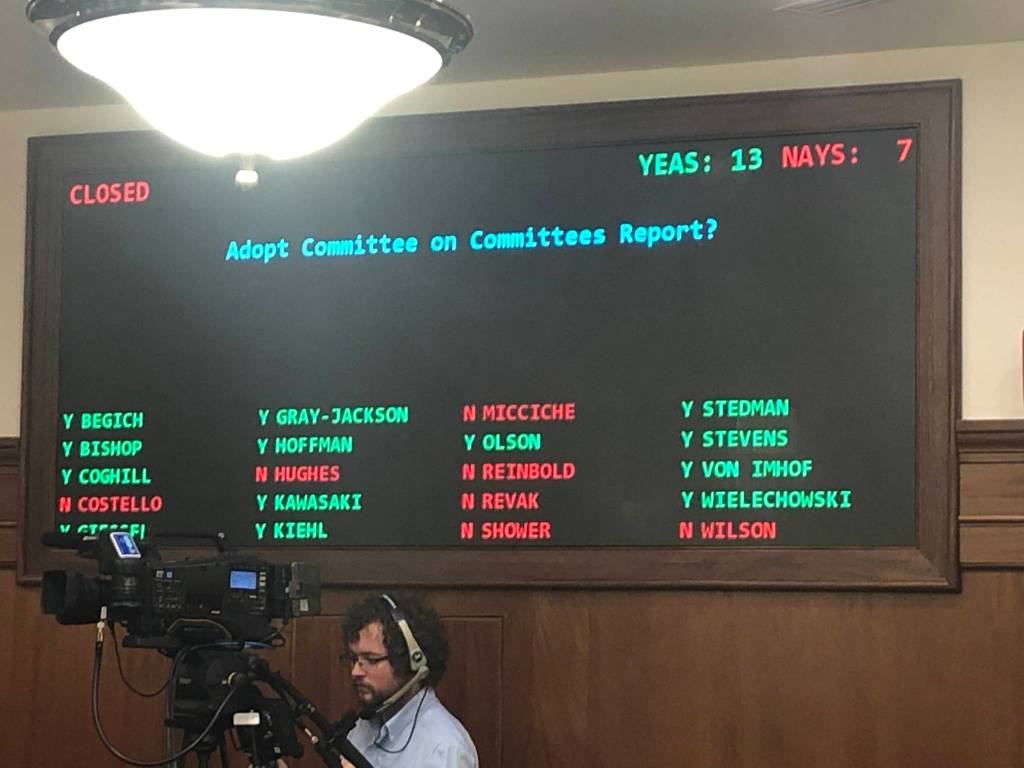 CLOSED
YEAS: 13 NAYS: 7
Adopt Committee on Committees Report?
Y BEGICH
Y BISHOP
Y COGHILL
N COSTELLO
Y GIESSEL
Y GRAY-JACKSON
Y HOFFMAN
N HUGHES
Y KAWASAKI
Y KIEHL
N MICCICHE
Y OLSON
N REINBOLD
N REVAK
N SHOWER
Y STEDMAN
Y STEVENS
Y VON IMHOF
Y WIELECHOWSKI
N WILSON